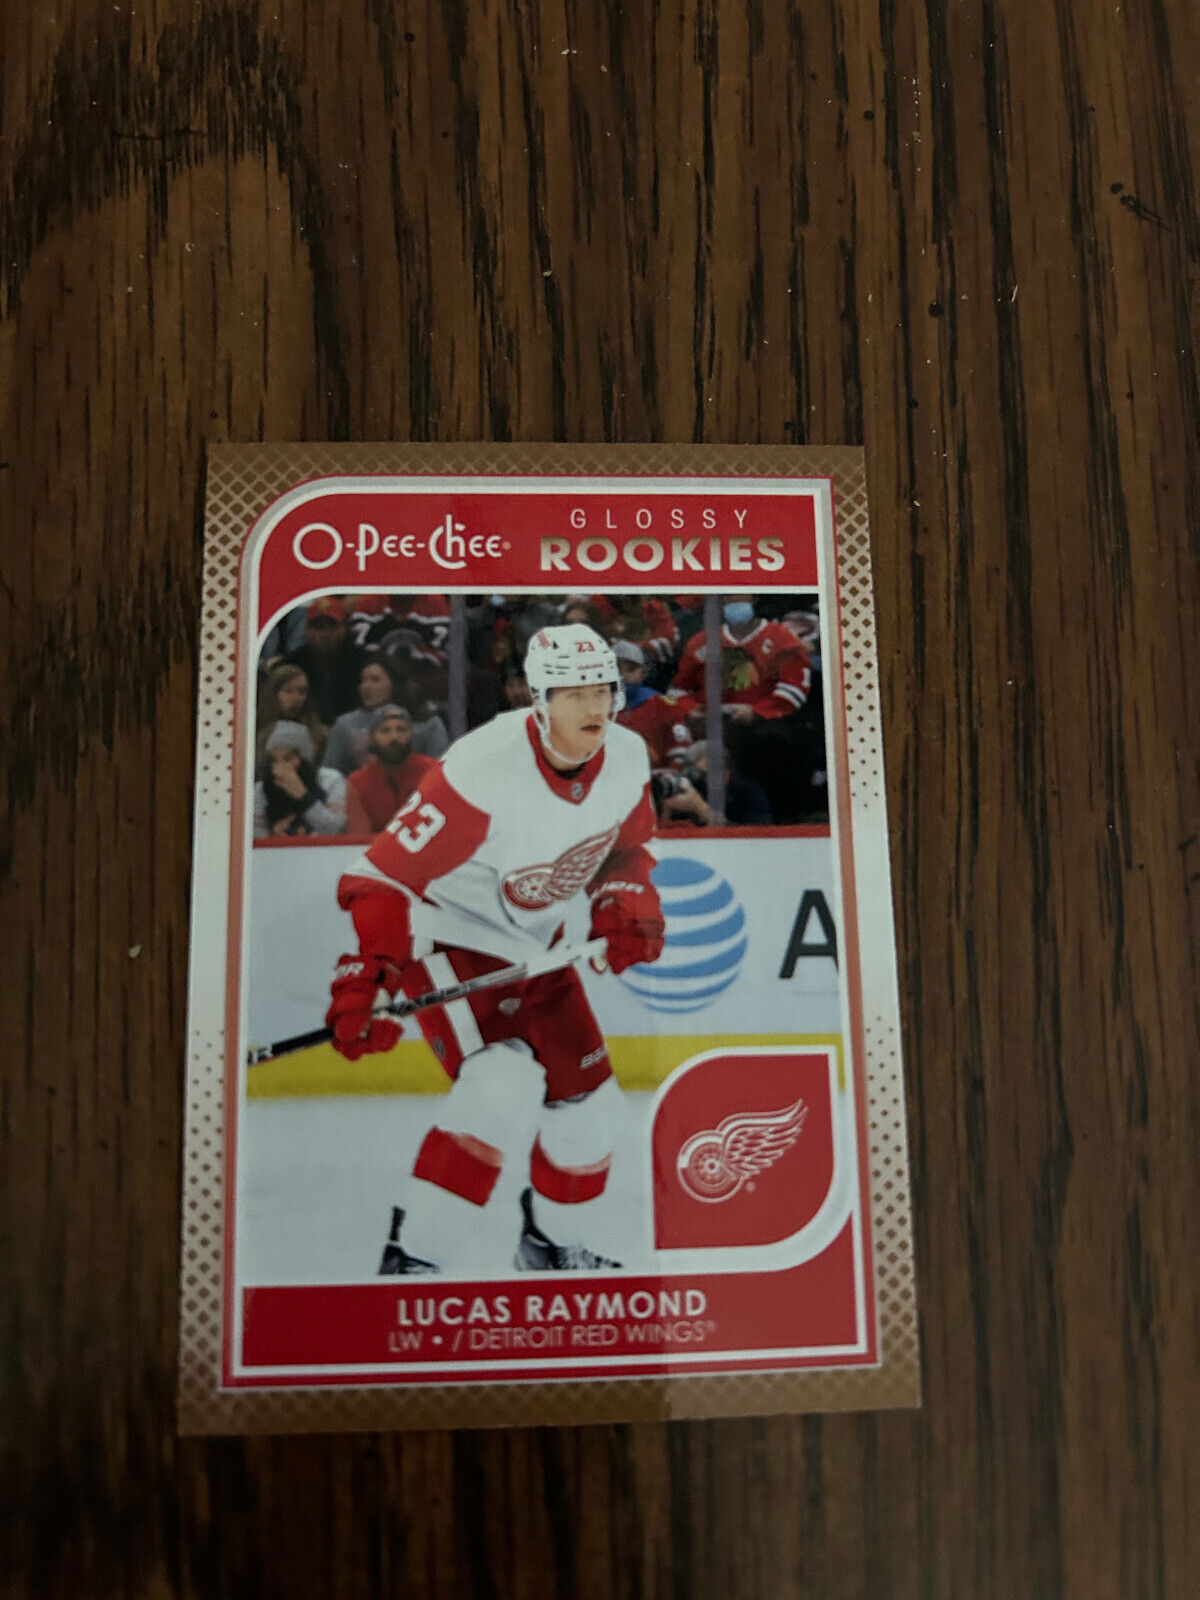 O-Pee-Chee®
GLOSSY
ROOKIES
23
23
A
LUCAS RAYMOND
LW • / DETROIT RED WINGS®